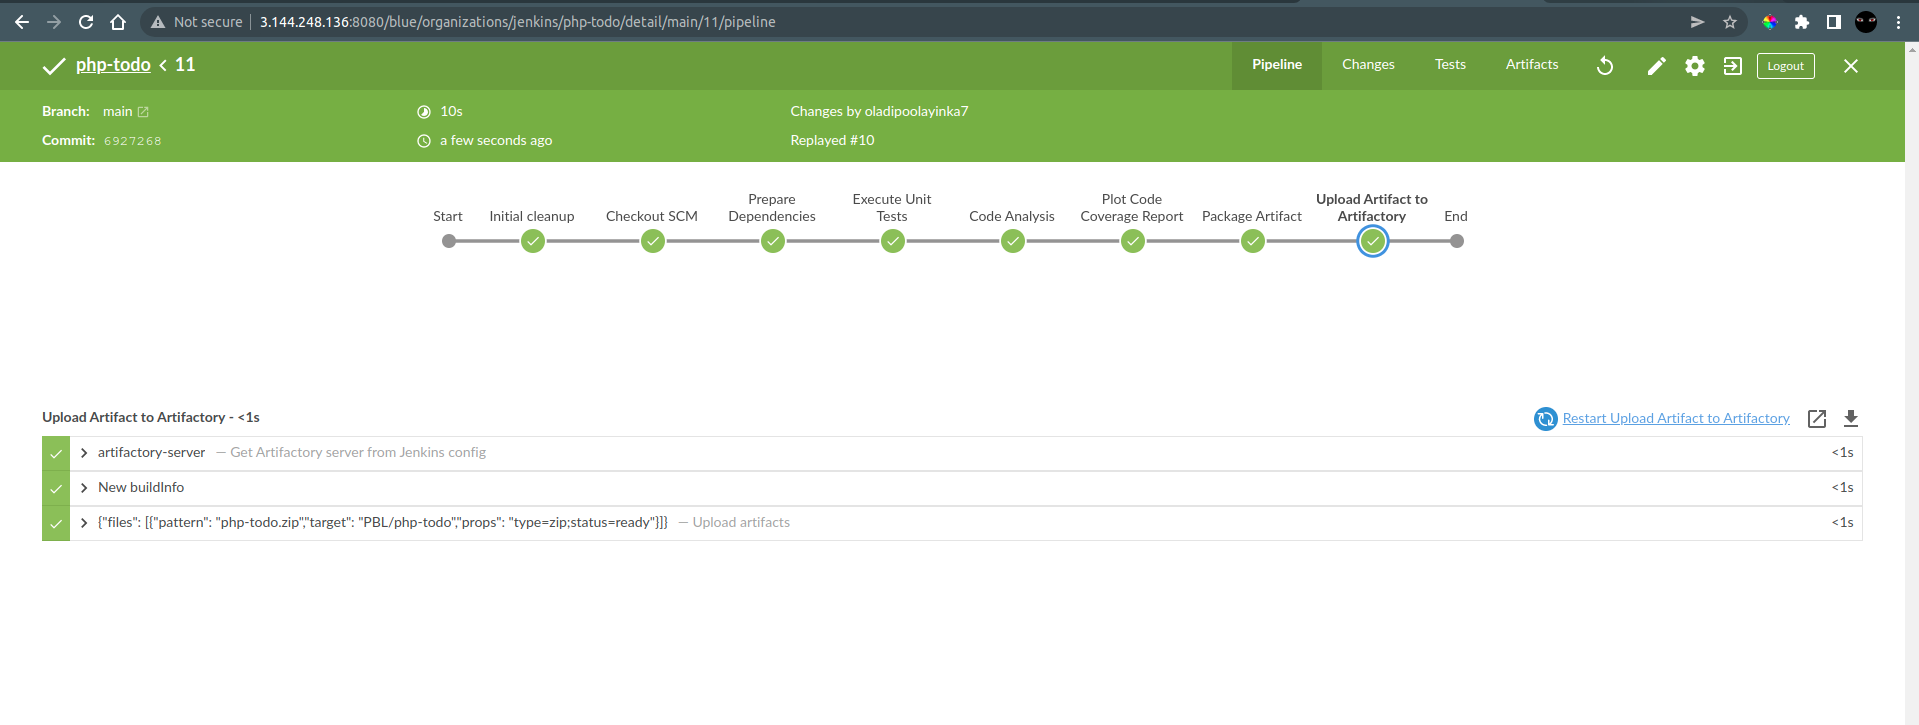 Not secure | 3.144.248.136:8080/blue/organizations/jenkins/php-todo/detail/main/11/pipeline
php-todo < 11
Pipeline Changes Tests Artifacts Logout
Branch: main 10s Changes by oladipoolayinka7
Commit: 6927268 a few seconds ago Replayed #10
Start Initial cleanup Checkout SCM Prepare Dependencies Execute Unit Tests Code Analysis Plot Code Coverage Report Package Artifact Upload Artifact to Artifactory End
Upload Artifact to Artifactory - <1s Restart Upload Artifact to Artifactory
artifactory-server — Get Artifactory server from Jenkins config <1s
New buildInfo <1s
{"files": [{"pattern": "php-todo.zip","target": "PBL/php-todo","props": "type=zip;status=ready"}]} — Upload artifacts <1s